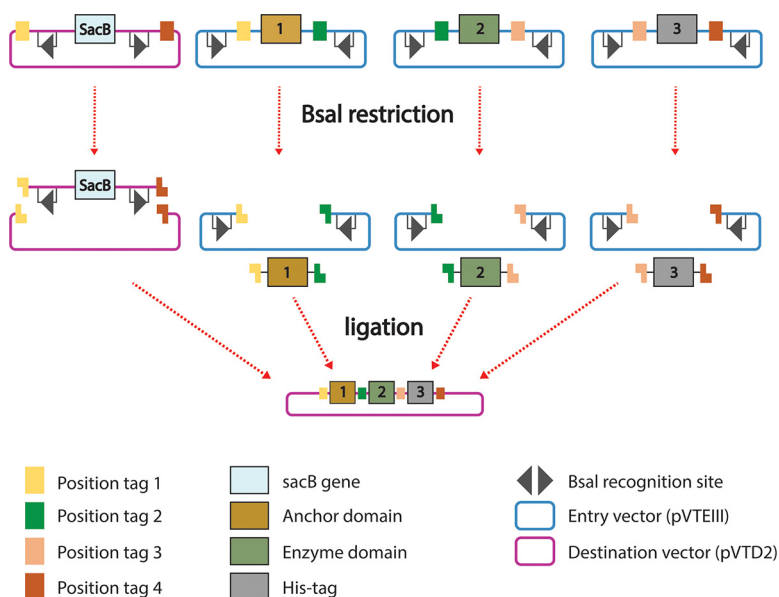 SacB 1 2 3
BsaI restriction
SacB
1 2 3
ligation
1 2 3
Position tag 1 sacB gene BsaI recognition site
Position tag 2 Anchor domain Entry vector (pVTEIII)
Position tag 3 Enzyme domain Destination vector (pVTD2)
Position tag 4 His-tag